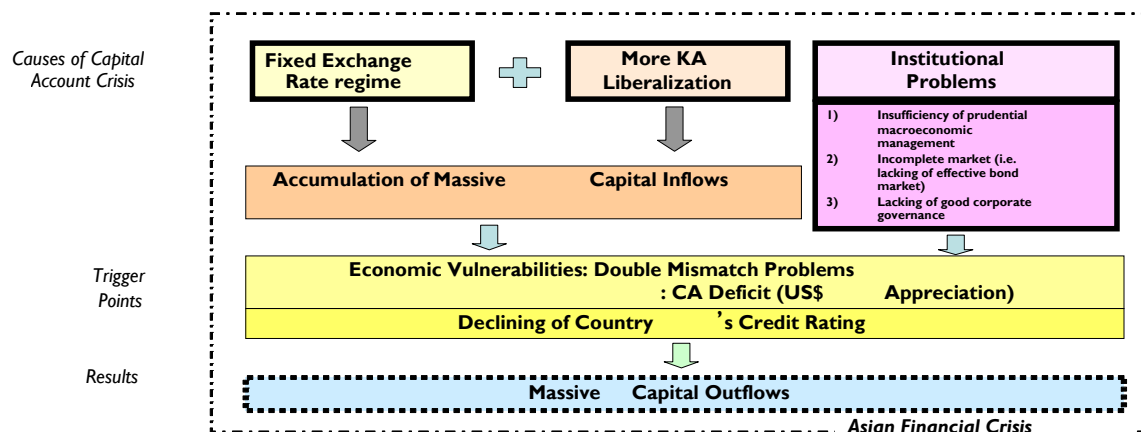 Causes of Capital
Account Crisis
Fixed Exchange
Rate regime
More KA
Liberalization
Institutional
Problems
1) Insufficiency of prudential
macroeconomic
management
2) Incomplete market (i.e.
lacking of effective bond
market)
3) Lacking of good corporate
governance
Accumulation of Massive Capital Inflows
Trigger
Points
Economic Vulnerabilities: Double Mismatch Problems
: CA Deficit (US$ Appreciation)
Declining of Country ’s Credit Rating
Results
Massive Capital Outflows
Asian Financial Crisis